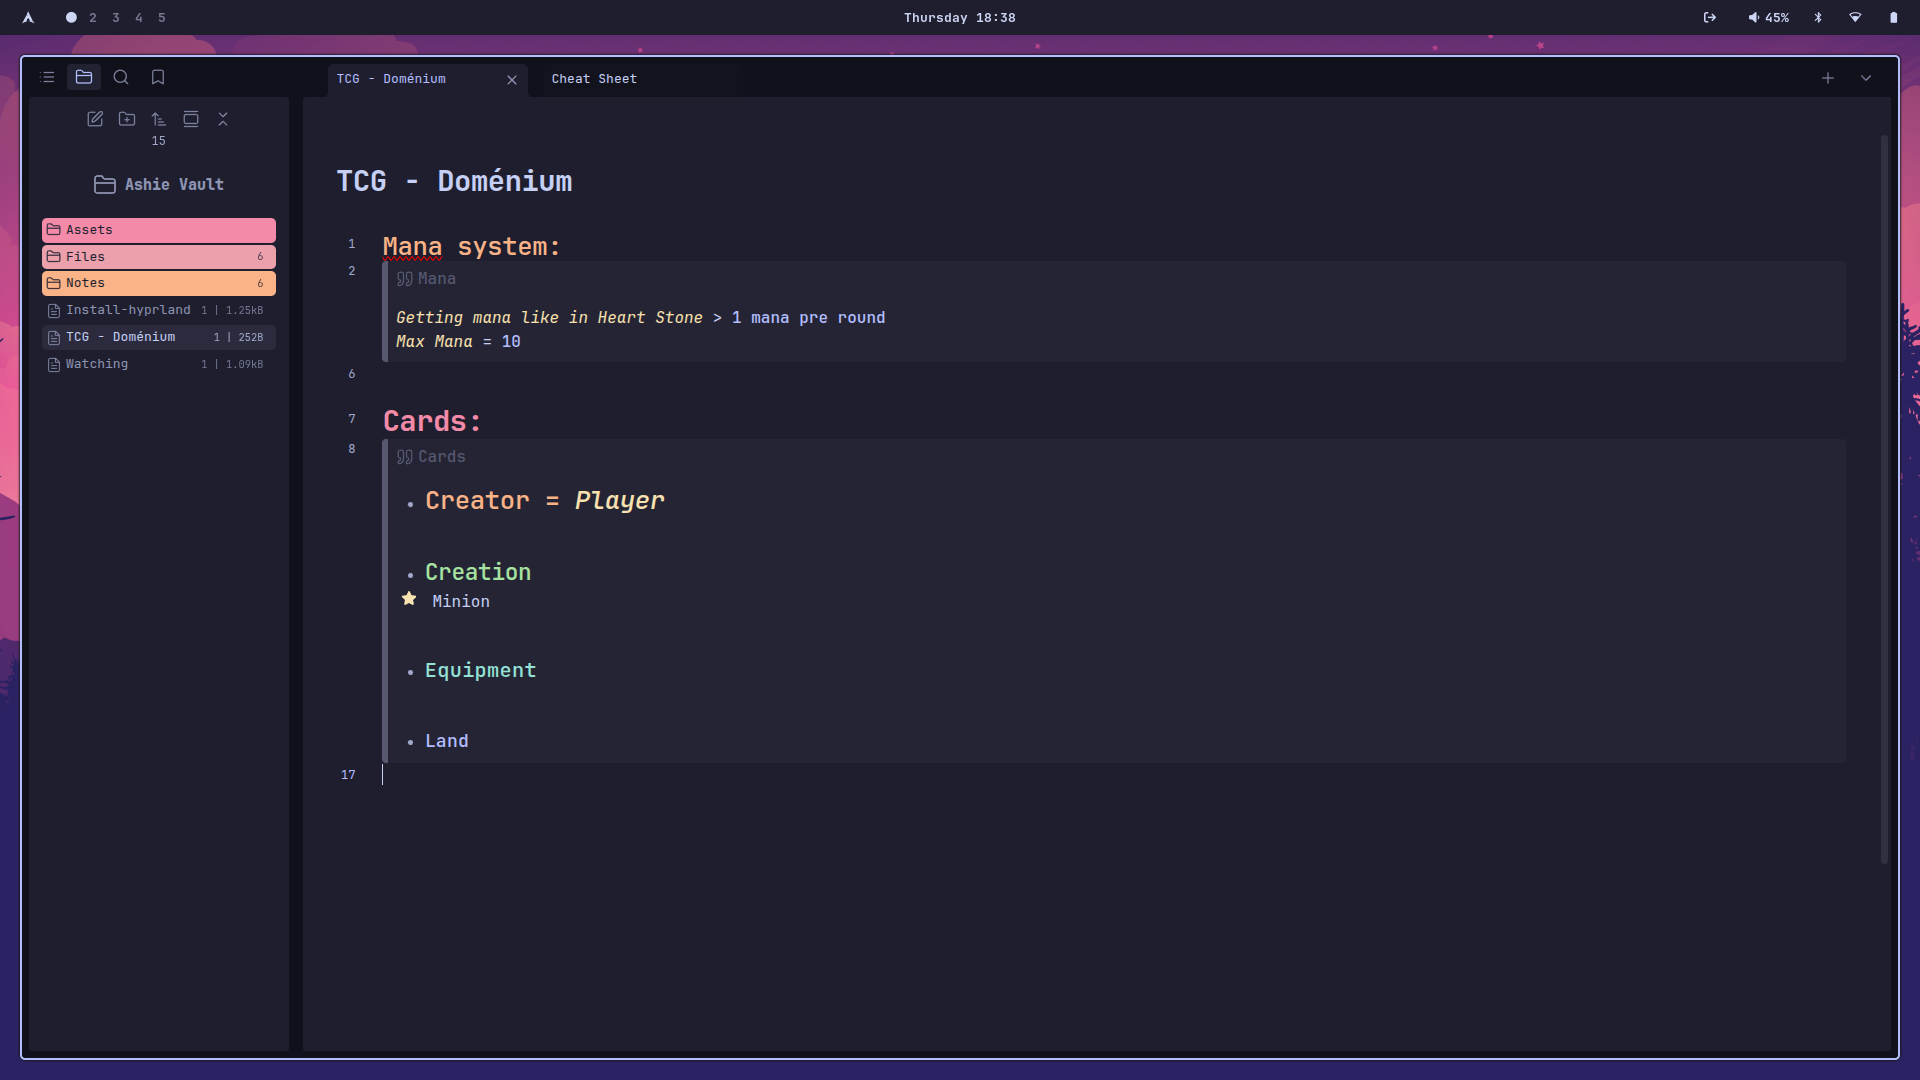 2 3 4 5
Thursday 18:38
45%
TCG - Doménium
Cheat Sheet
15
Ashie Vault
Assets
Files 6
Notes 6
Install-hyprland 1 | 1.25kB
TCG - Doménium 1 | 252B
Watching 1 | 1.09kB
TCG - Doménium
1 Mana system:
2 Mana
Getting mana like in Heart Stone > 1 mana pre round
Max Mana = 10
6
7 Cards:
8 Cards
Creator = Player
Creation
Minion
Equipment
Land
17